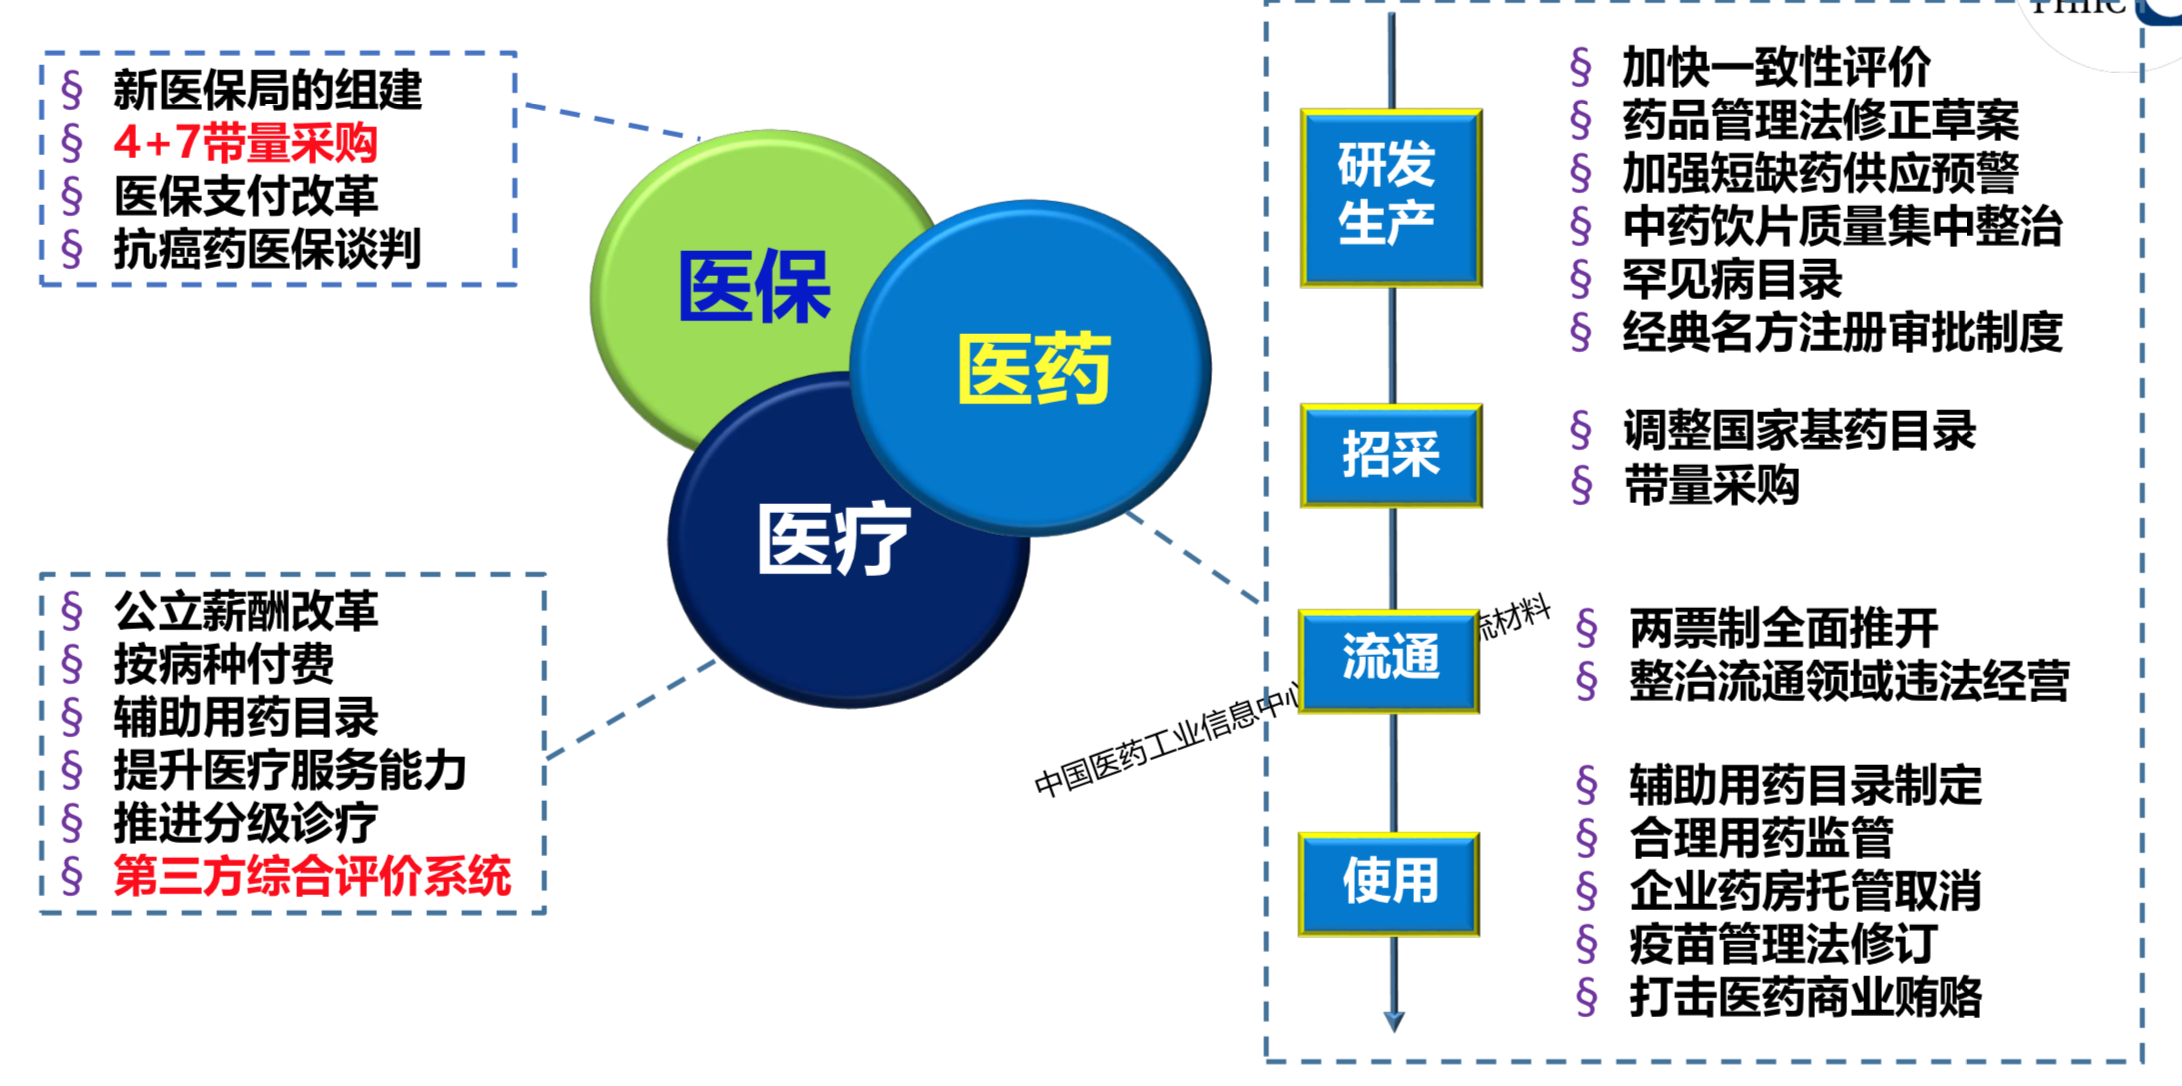 § 新医保局的组建
§ 4+7带量采购
§ 医保支付改革
§ 抗癌药医保谈判
医保
医药
医疗
§ 公立薪酬改革
§ 按病种付费
§ 辅助用药目录
§ 提升医疗服务能力
§ 推进分级诊疗
§ 第三方综合评价系统
研发
生产
§ 加快一致性评价
§ 药品管理法修正草案
§ 加强短缺药供应预警
§ 中药饮片质量集中整治
§ 罕见病目录
§ 经典名方注册审批制度
招采
§ 调整国家基药目录
§ 带量采购
流通
§ 两票制全面推开
§ 整治流通领域违法经营
使用
§ 辅助用药目录制定
§ 合理用药监管
§ 企业药房托管取消
§ 疫苗管理法修订
§ 打击医药商业贿赂
中国医药工业信息中心
流材料